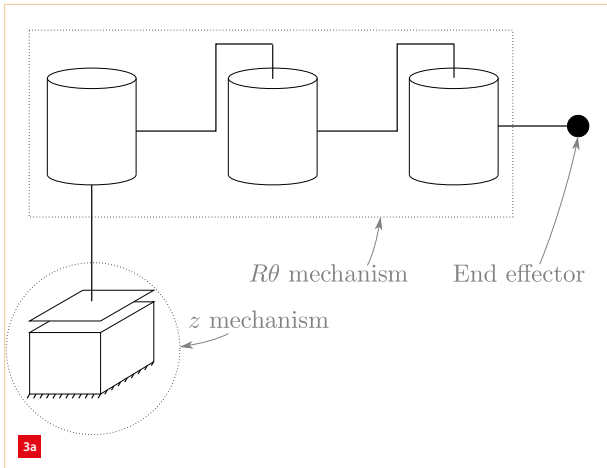 Rθ mechanism
End effector
z mechanism
3a